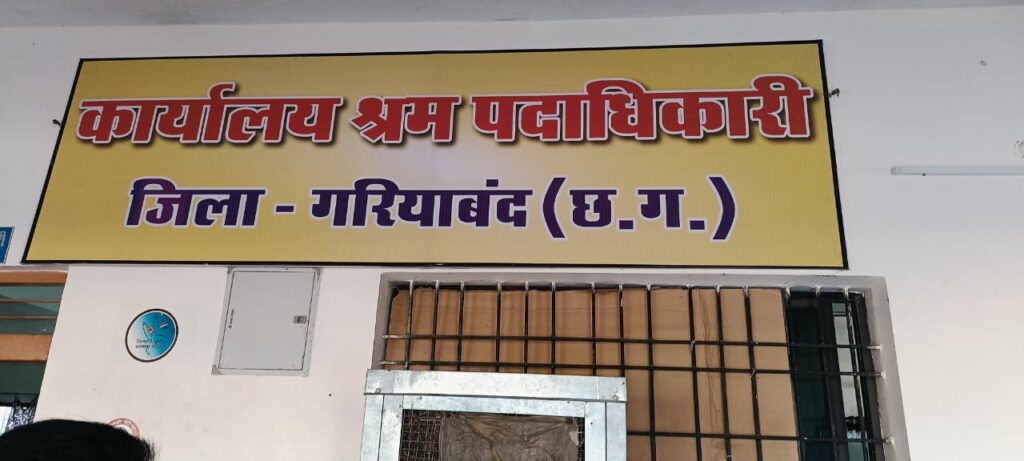 कार्यालय श्रम पदाधिकारी
जिला - गरियाबंद (छ.ग.)